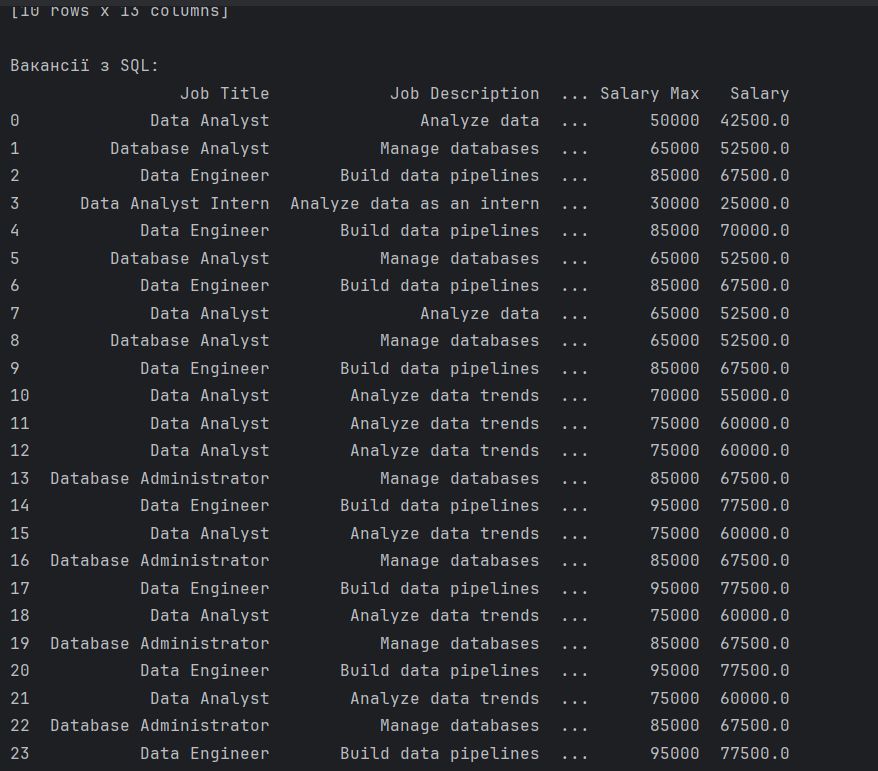 [10 rows x 13 columns]
Вакансії з SQL:
Job Title Job Description ... Salary Max Salary
0 Data Analyst Analyze data ... 50000 42500.0
1 Database Analyst Manage databases ... 65000 52500.0
2 Data Engineer Build data pipelines ... 85000 67500.0
3 Data Analyst Intern Analyze data as an intern ... 30000 25000.0
4 Data Engineer Build data pipelines ... 85000 70000.0
5 Database Analyst Manage databases ... 65000 52500.0
6 Data Engineer Build data pipelines ... 85000 67500.0
7 Data Analyst Analyze data ... 65000 52500.0
8 Database Analyst Manage databases ... 65000 52500.0
9 Data Engineer Build data pipelines ... 85000 67500.0
10 Data Analyst Analyze data trends ... 70000 55000.0
11 Data Analyst Analyze data trends ... 75000 60000.0
12 Data Analyst Analyze data trends ... 75000 60000.0
13 Database Administrator Manage databases ... 85000 67500.0
14 Data Engineer Build data pipelines ... 95000 77500.0
15 Data Analyst Analyze data trends ... 75000 60000.0
16 Database Administrator Manage databases ... 85000 67500.0
17 Data Engineer Build data pipelines ... 95000 77500.0
18 Data Analyst Analyze data trends ... 75000 60000.0
19 Database Administrator Manage databases ... 85000 67500.0
20 Data Engineer Build data pipelines ... 95000 77500.0
21 Data Analyst Analyze data trends ... 75000 60000.0
22 Database Administrator Manage databases ... 85000 67500.0
23 Data Engineer Build data pipelines ... 95000 77500.0